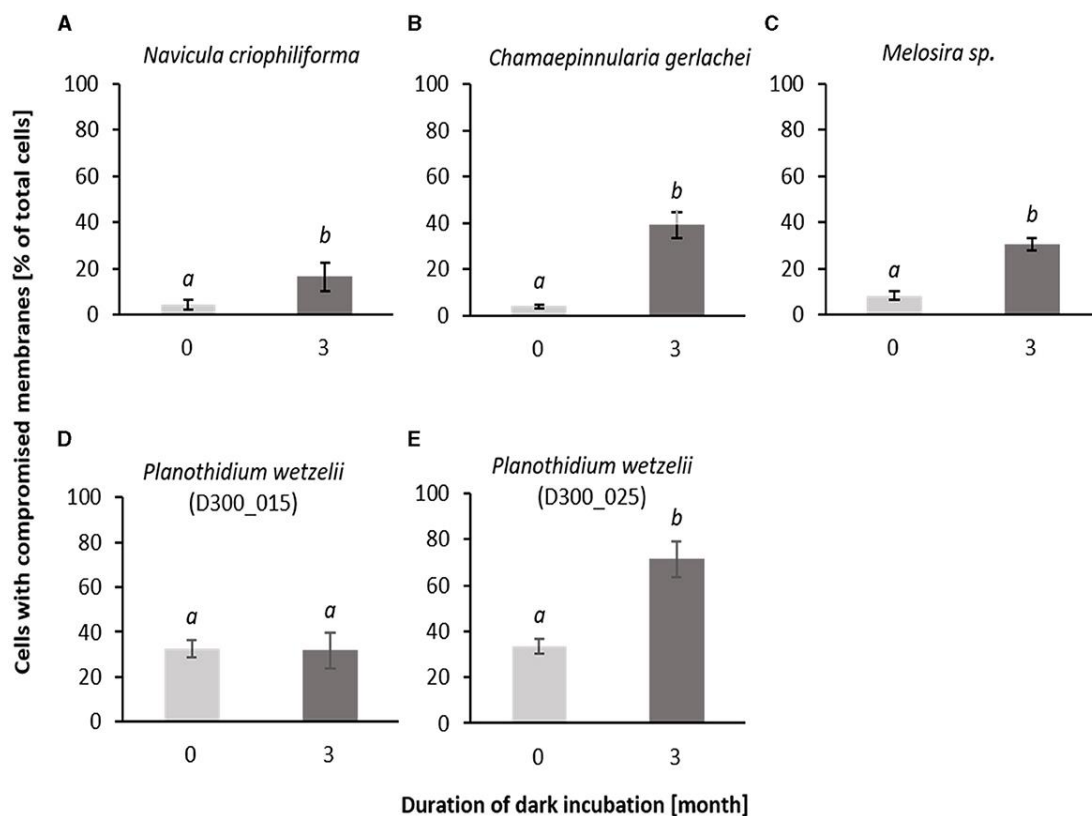 A
Navicula criophiliforma
100
80
60
40
20
0
a
b
0
3
B
Chamaepinnularia gerlachei
100
80
60
40
20
0
a
b
0
3
C
Melosira sp.
100
80
60
40
20
0
a
b
0
3
Cells with compromised membranes [% of total cells]
D
Planothidium wetzelii
(D300_015)
100
80
60
40
20
0
a
a
0
3
E
Planothidium wetzelii
(D300_025)
100
80
60
40
20
0
a
b
0
3
Duration of dark incubation [month]